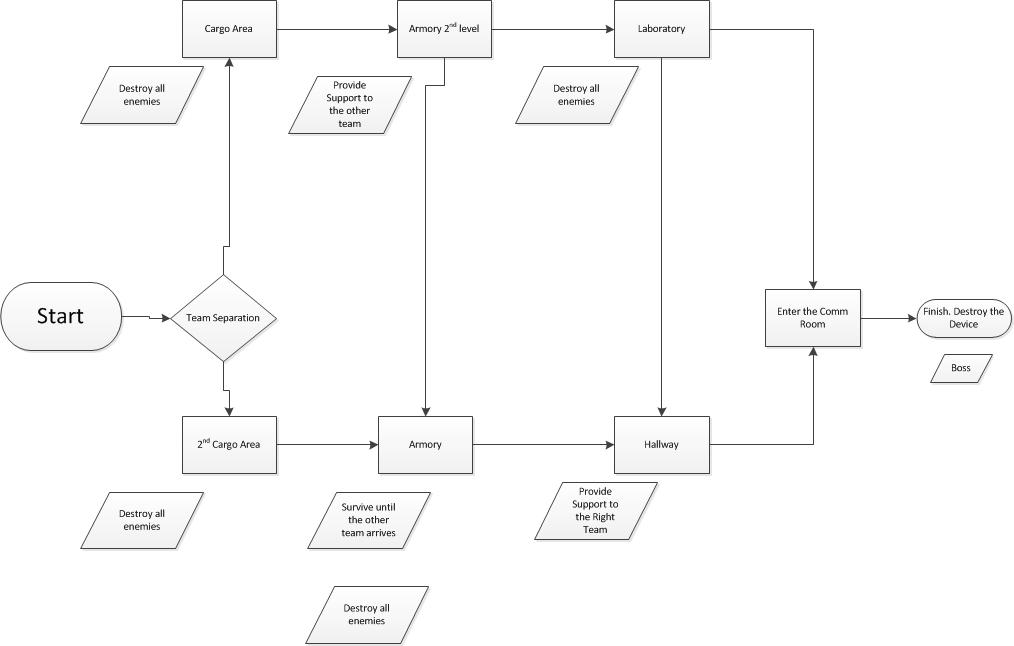 Cargo Area
Armory 2nd level
Laboratory
Destroy all
enemies
Provide
Support to
the other
team
Destroy all
enemies
Start
Team Separation
Enter the Comm
Room
Finish. Destroy the
Device
Boss
2nd Cargo Area
Armory
Hallway
Destroy all
enemies
Survive until
the other
team arrives
Provide
Support to
the Right
Team
Destroy all
enemies